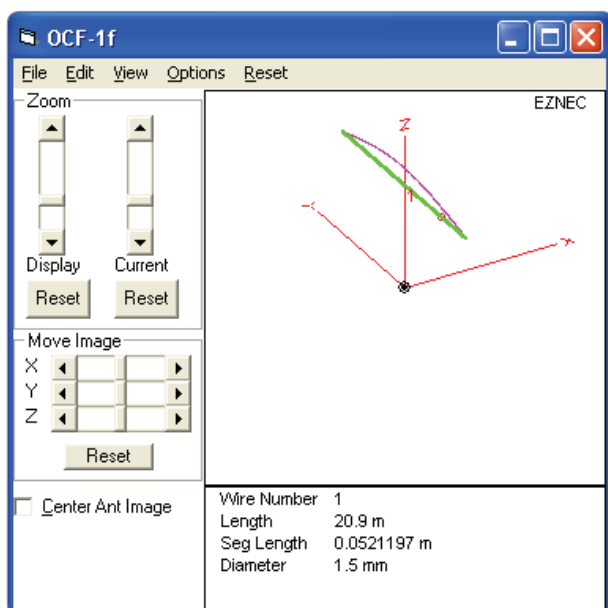 OCF-1f
File Edit View Options Reset
Zoom
Display Current
Reset Reset
Move Image
X
Y
Z
Reset
Center Ant Image
EZNEC
Z
Y
X
1
Wire Number 1
Length 20.9 m
Seg Length 0.0521197 m
Diameter 1.5 mm